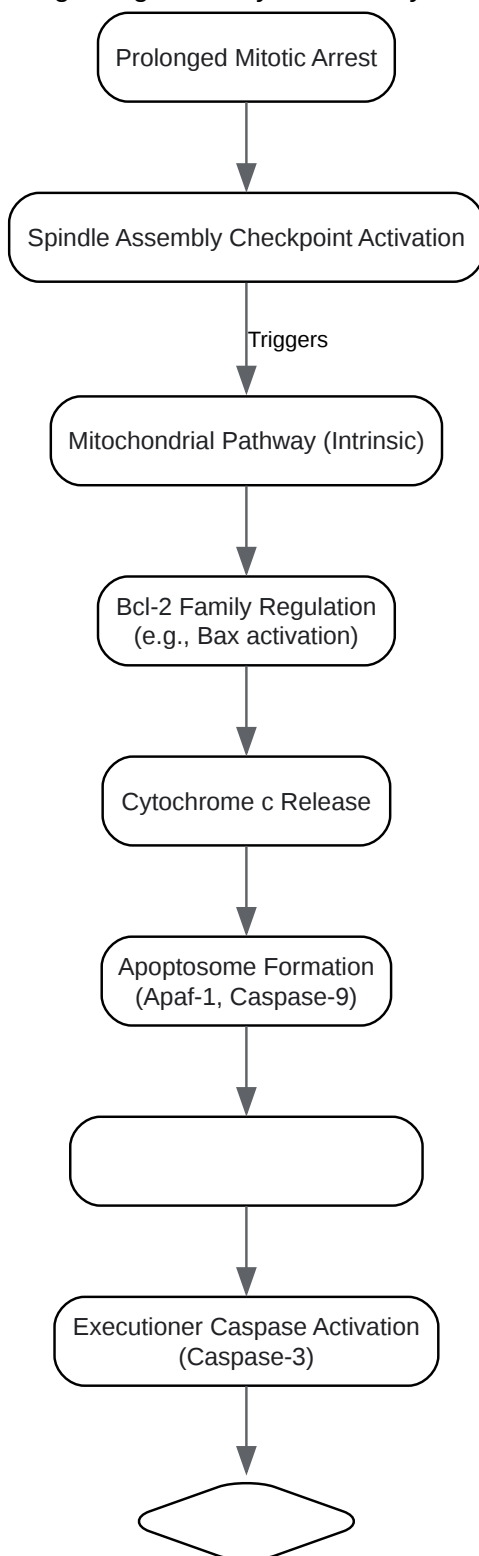 Prolonged Mitotic Arrest
Spindle Assembly Checkpoint Activation
Triggers
Mitochondrial Pathway (Intrinsic)
Bcl-2 Family Regulation
(e.g., Bax activation)
Cytochrome c Release
Apoptosome Formation
(Apaf-1, Caspase-9)
Executioner Caspase Activation
(Caspase-3)